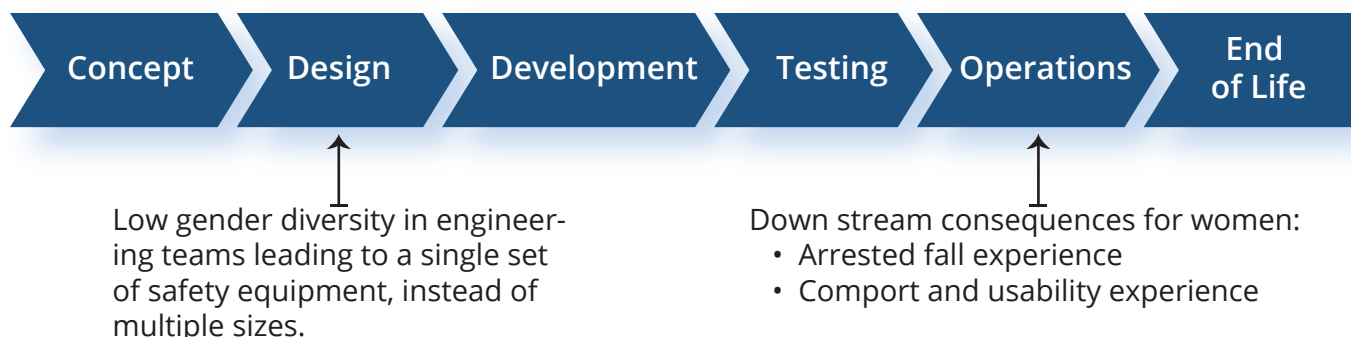 Concept
Design
Development
Testing
Operations
End
of Life
Low gender diversity in engineer-
ing teams leading to a single set
of safety equipment, instead of
multiple sizes.
Down stream consequences for women:
• Arrested fall experience
• Comport and usability experience